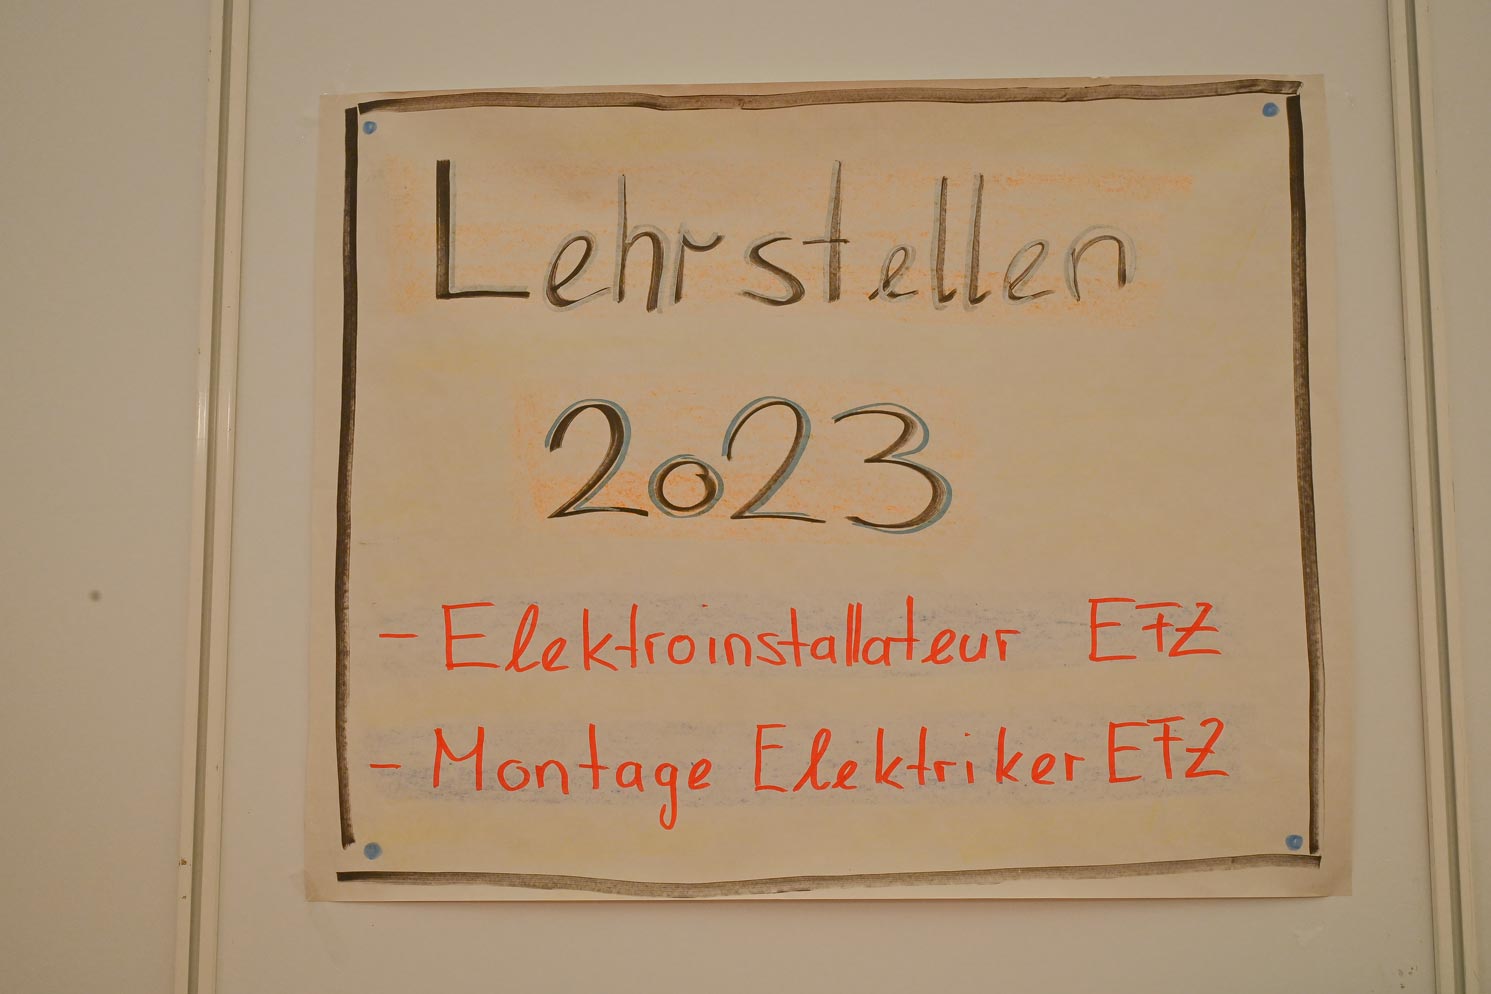 Lehrstellen
2023
- Elektroinstallateur EFZ
- Montage Elektriker EFZ